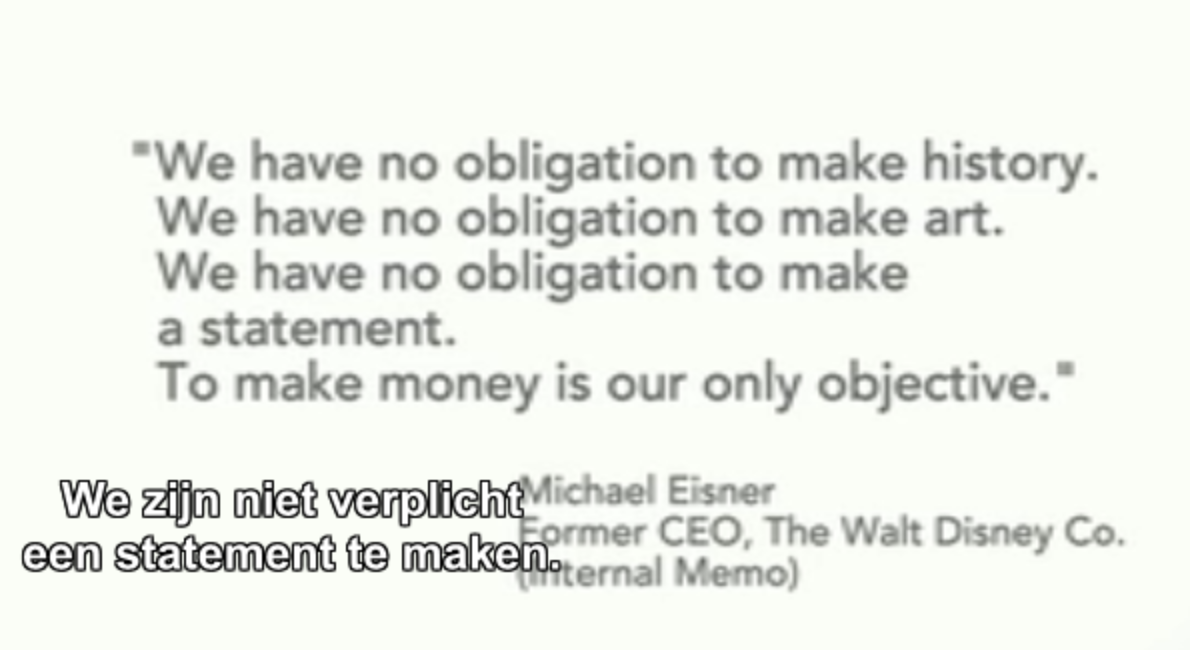 "We have no obligation to make history.
We have no obligation to make art.
We have no obligation to make
a statement.
To make money is our only objective."
Michael Eisner
Former CEO, The Walt Disney Co.
(Internal Memo)
We zijn niet verplicht
een statement te maken.